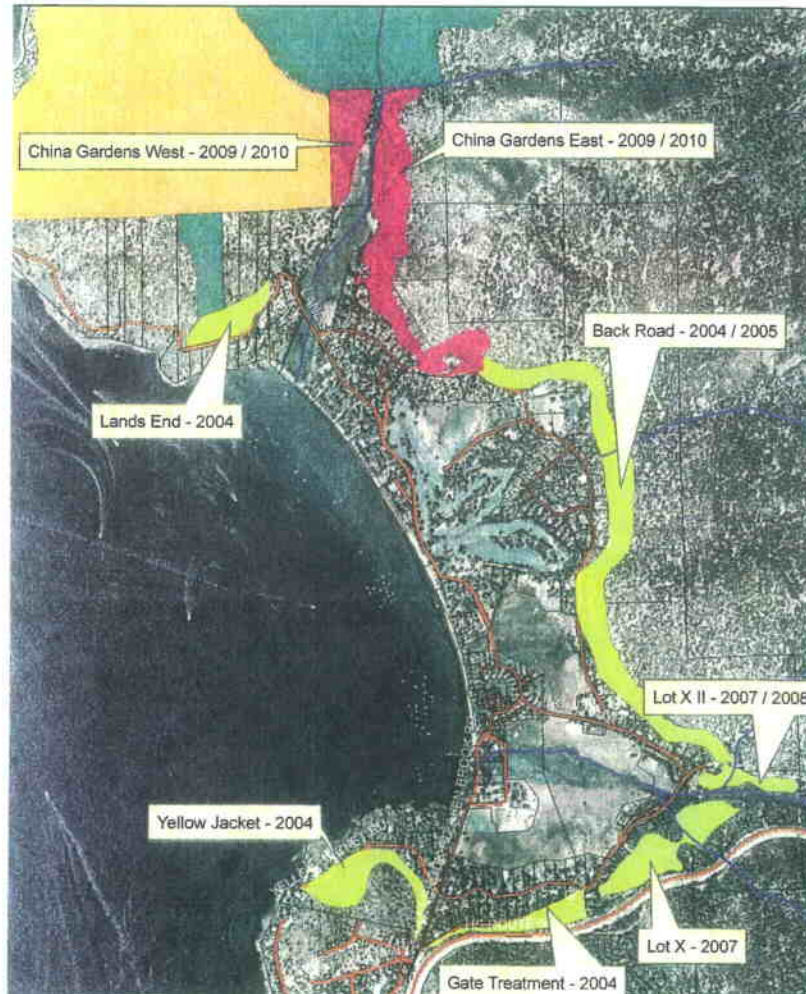 China Gardens West - 2009 / 2010
China Gardens East - 2009 / 2010
Back Road - 2004 / 2005
Lands End - 2004
Lot X II - 2007 / 2008
Yellow Jacket - 2004
Lot X - 2007
Gate Treatment - 2004